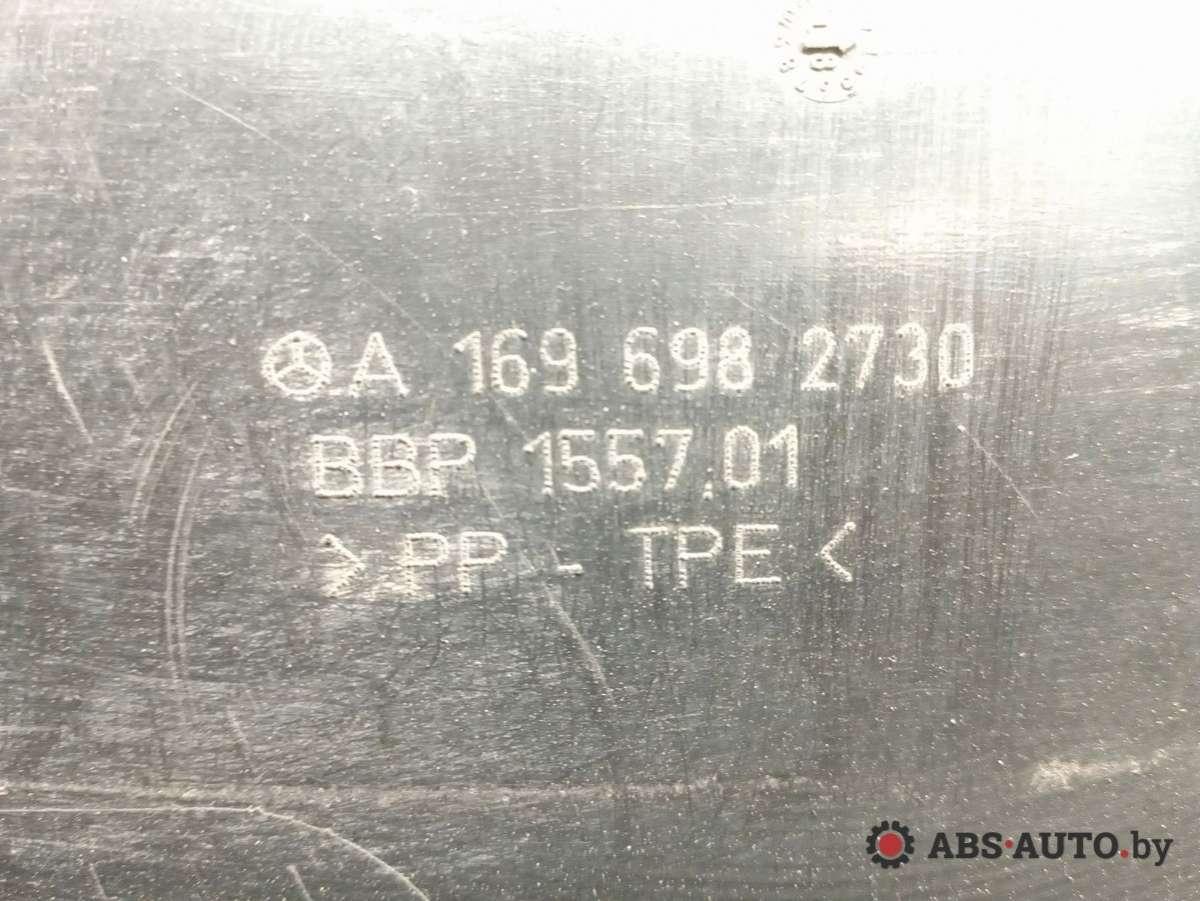 A 169 698 2730
BBP 1557.01
>PP - TPE<
ABS·AUTO.by